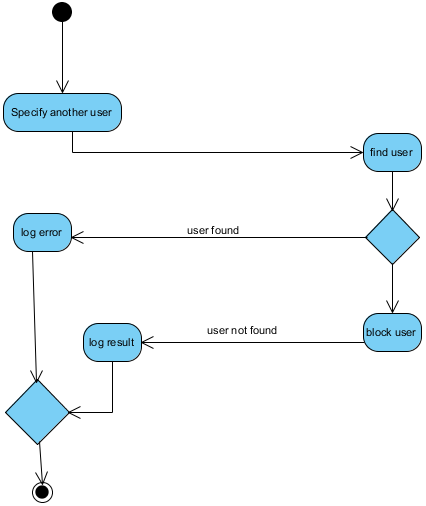 Specify another user
find user
user found
log error
user not found
block user
log result